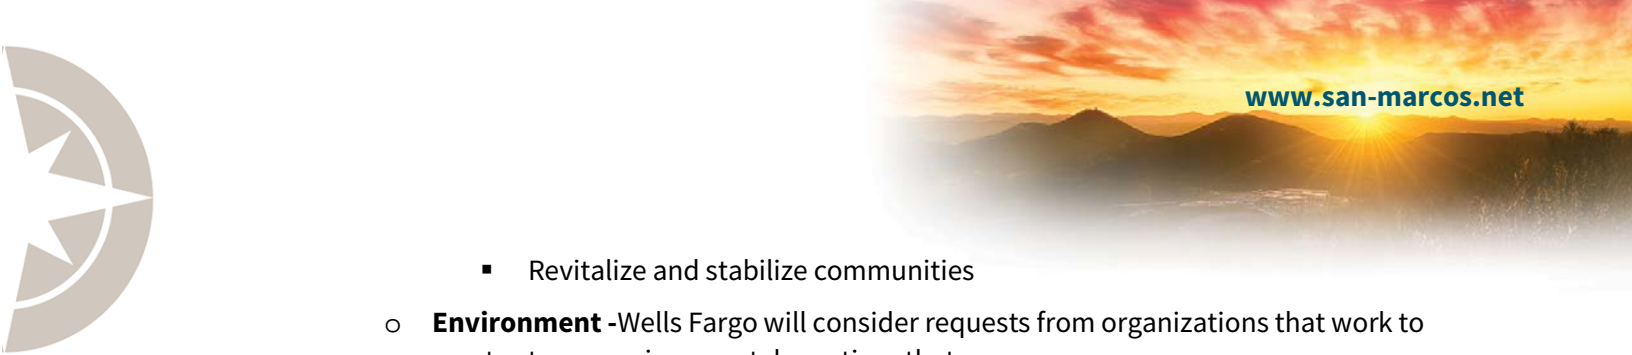 www.san-marcos.net
▪ Revitalize and stabilize communities
o Environment -Wells Fargo will consider requests from organizations that work to